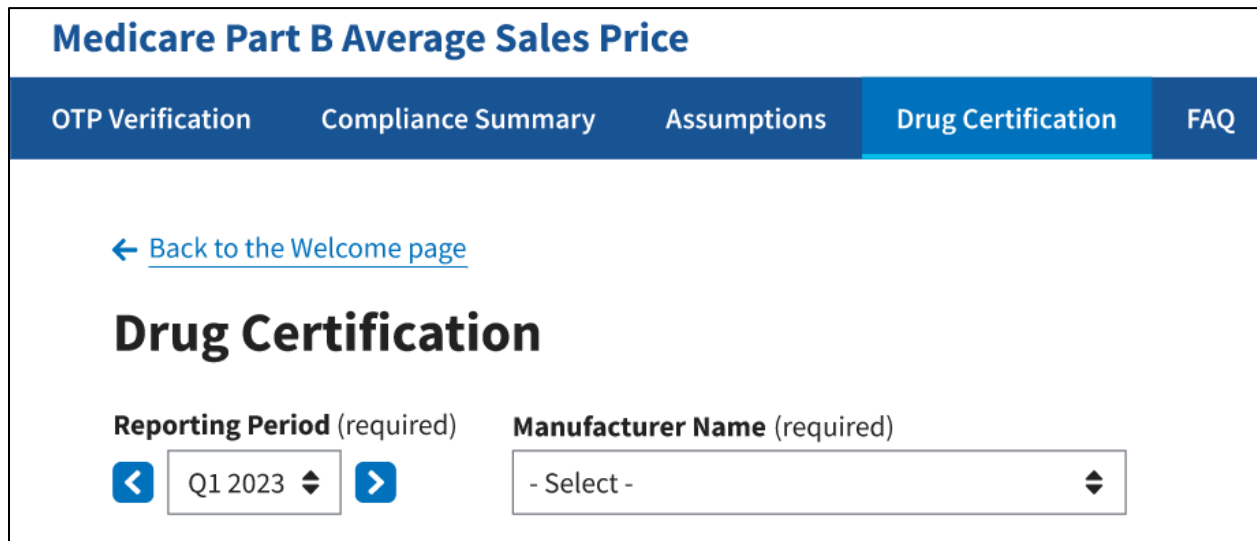 Medicare Part B Average Sales Price
OTP Verification Compliance Summary Assumptions Drug Certification FAQ
Back to the Welcome page
Drug Certification
Reporting Period (required) Manufacturer Name (required)
Q1 2023 - Select -